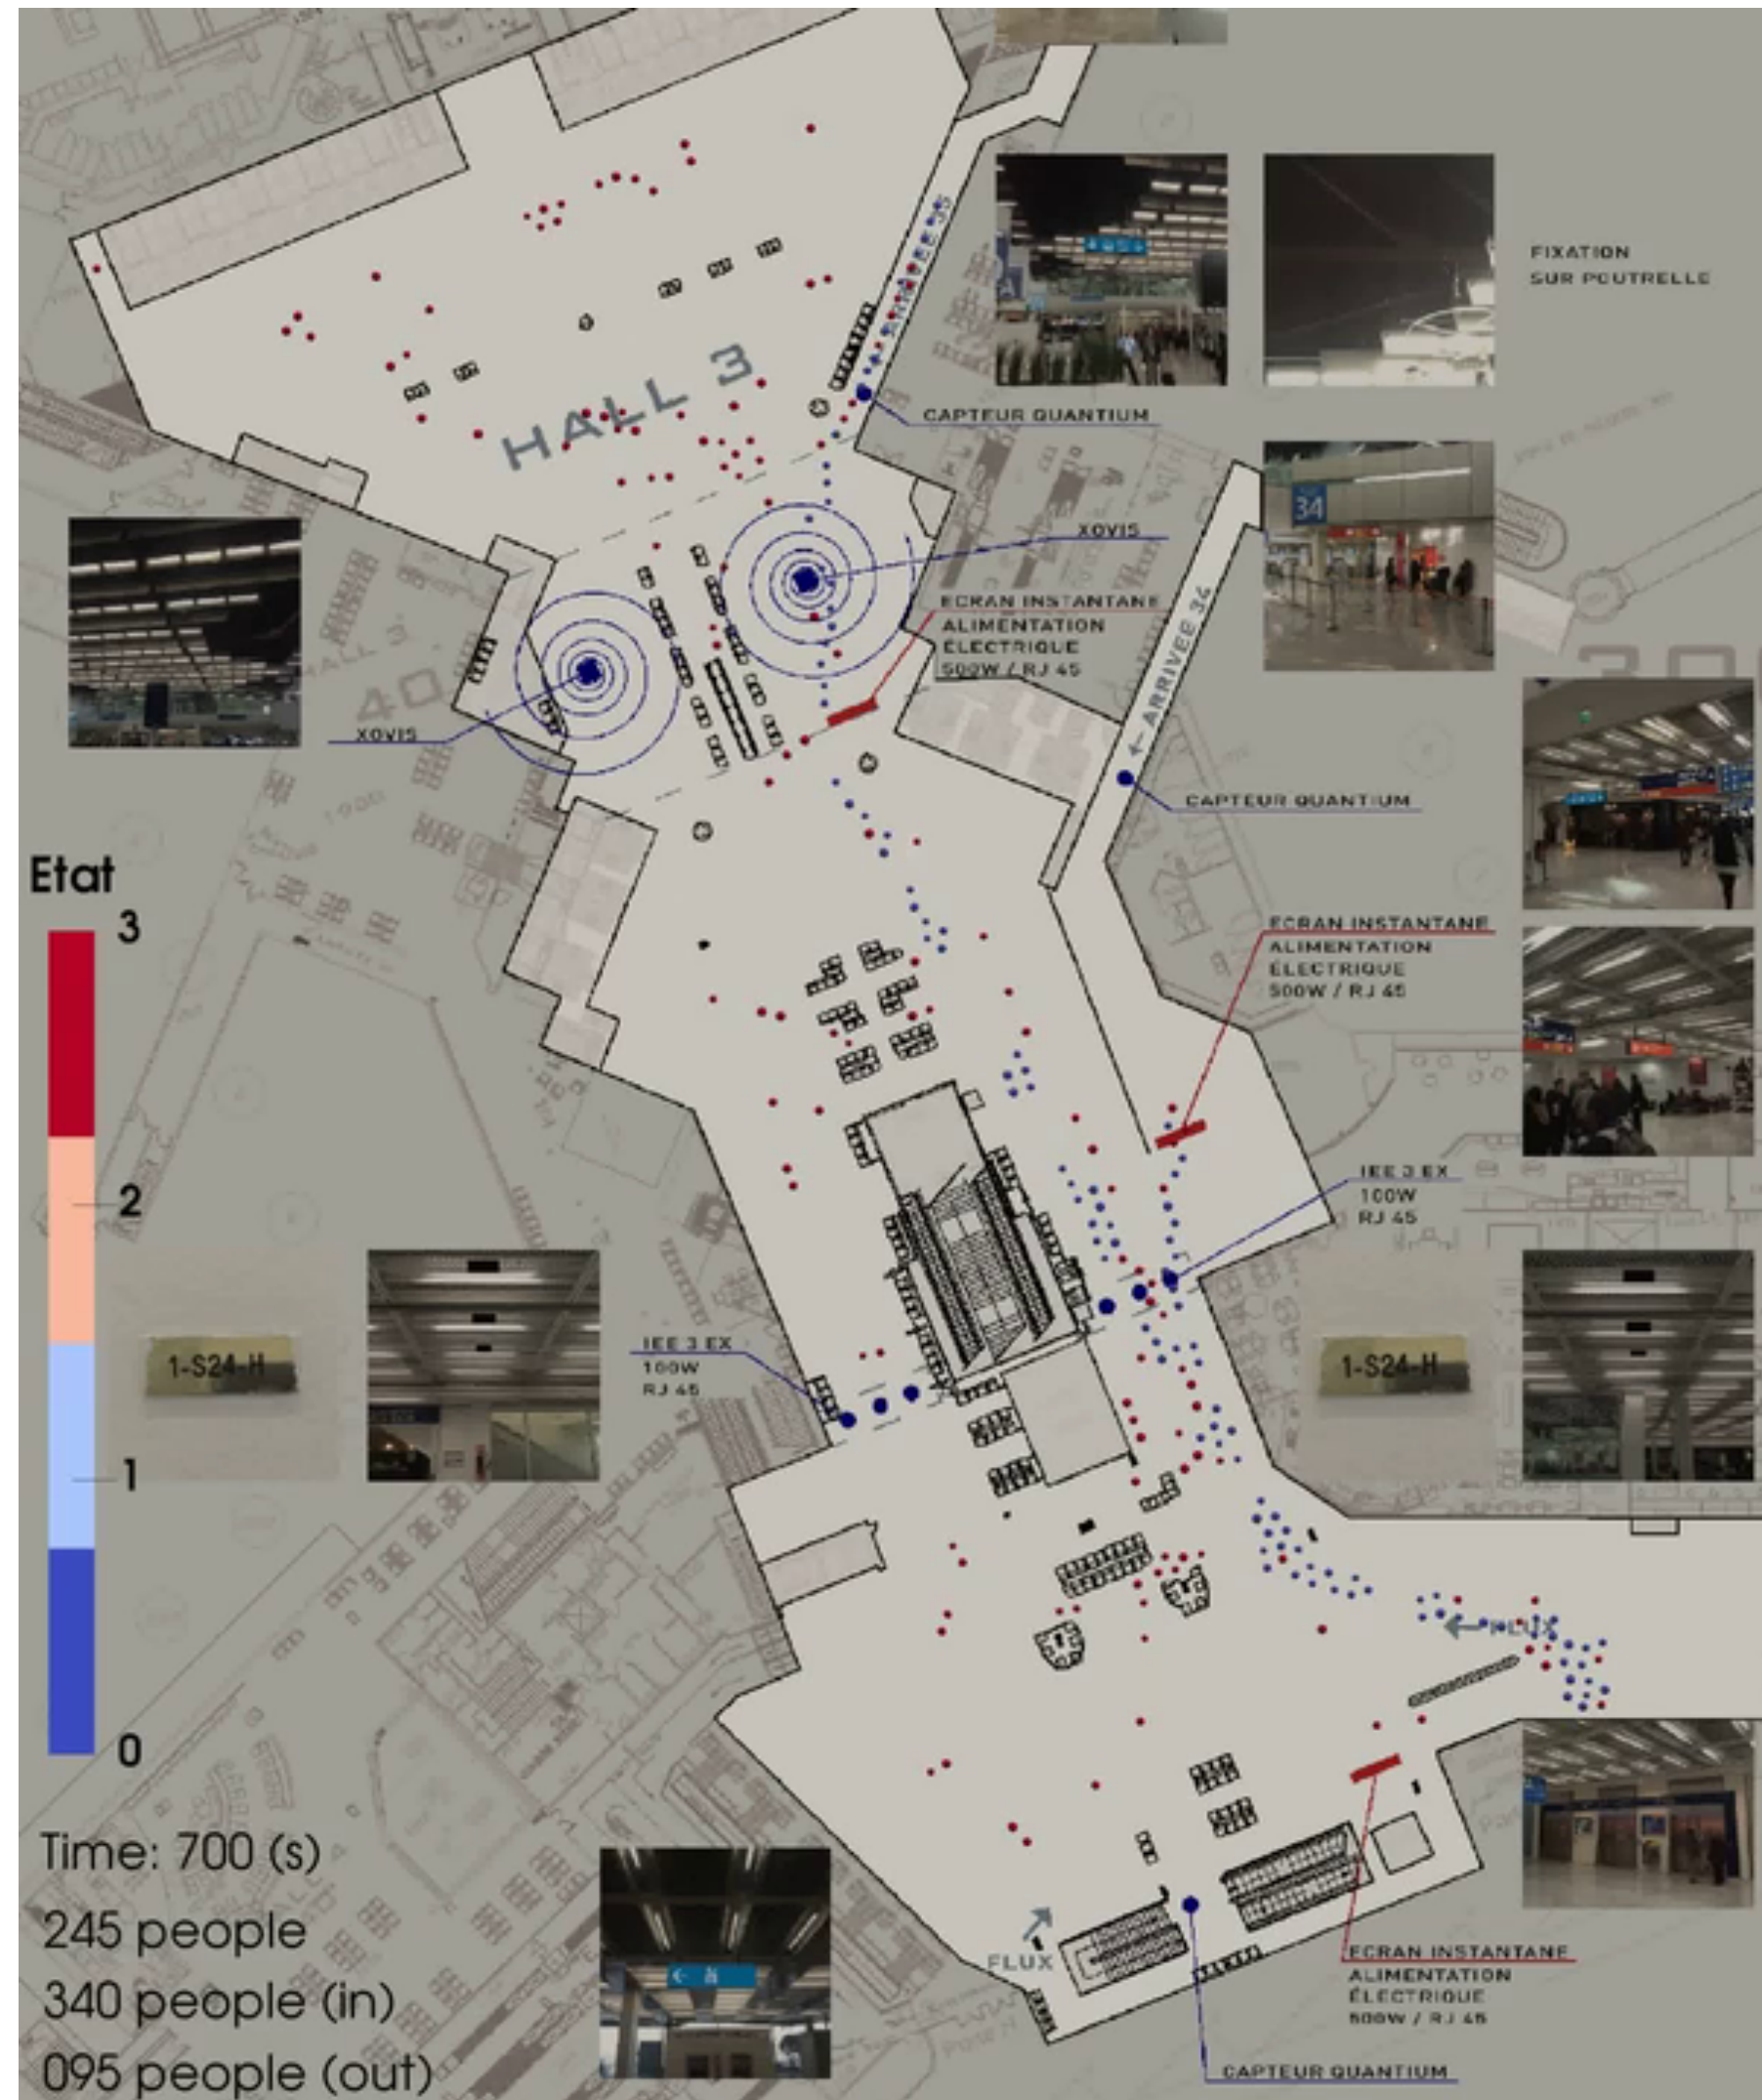 FIXATION
SUR POUTRELLE
← ARRIVEE 35
CAPTEUR QUANTIUM
HALL 3
34
XOVIS
ECRAN INSTANTANE
ALIMENTATION
ÉLECTRIQUE
500W / RJ 45
HALL 3
40
XOVIS
← ARRIVEE 34
CAPTEUR QUANTIUM
Etat
3
2
1
0
ECRAN INSTANTANE
ALIMENTATION
ÉLECTRIQUE
500W / RJ 45
IEE 3 EX
100W
RJ 45
1-S24-H
IEE 3 EX
100W
RJ 45
1-S24-H
← FLUX
Time: 700 (s)
245 people
340 people (in)
095 people (out)
FLUX
ECRAN INSTANTANE
ALIMENTATION
ÉLECTRIQUE
500W / RJ 45
CAPTEUR QUANTIUM